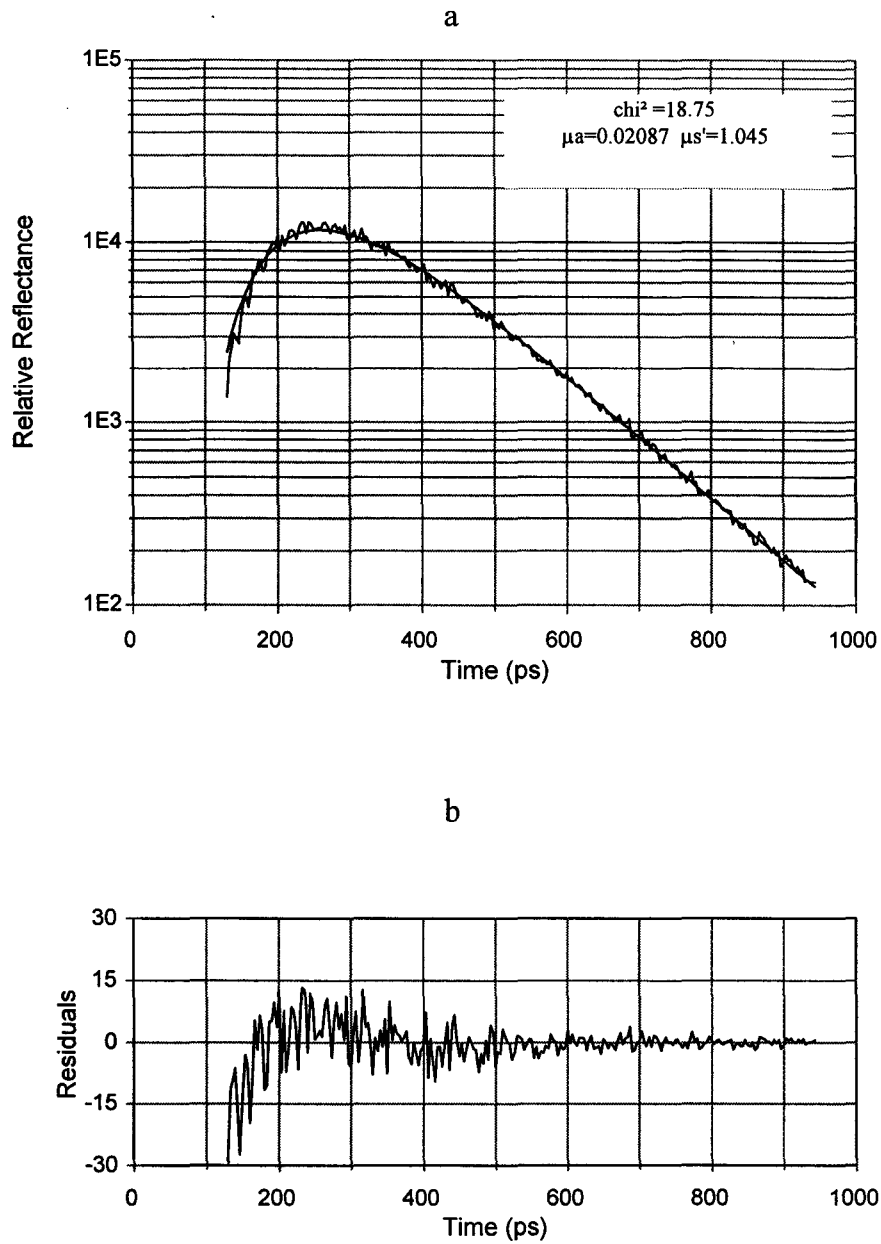 a
1E5
chi² =18.75
µa=0.02087 µs'=1.045
1E4
Relative Reflectance
1E3
1E2
0 200 400 600 800 1000
Time (ps)
b
30
15
Residuals
0
-15
-30
0 200 400 600 800 1000
Time (ps)